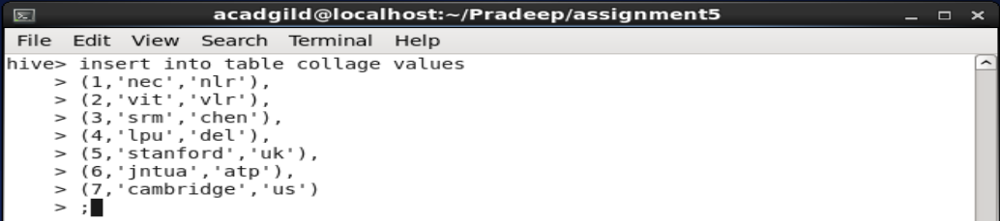 acadgild@localhost:~/Pradeep/assignment5
File Edit View Search Terminal Help
hive> insert into table collage values
> (1,'nec','nlr'),
> (2,'vit','vlr'),
> (3,'srm','chen'),
> (4,'lpu','del'),
> (5,'stanford','uk'),
> (6,'jntua','atp'),
> (7,'cambridge','us')
> ;